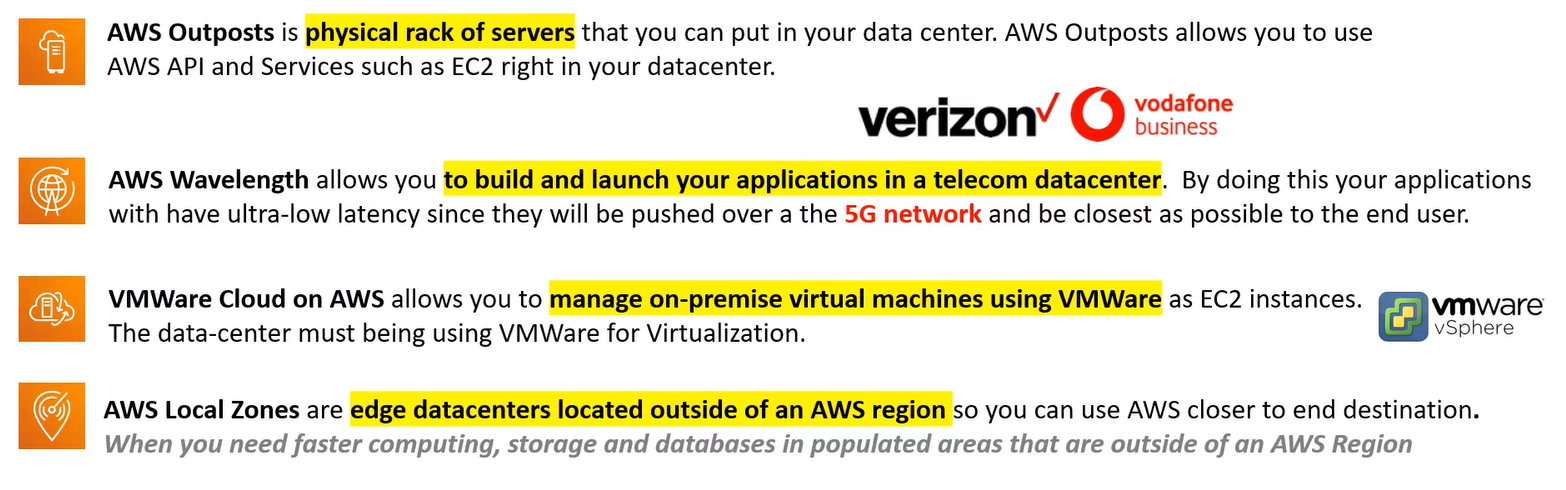 AWS Outposts is physical rack of servers that you can put in your data center. AWS Outposts allows you to use
AWS API and Services such as EC2 right in your datacenter.
verizon vodafone
business
AWS Wavelength allows you to build and launch your applications in a telecom datacenter.  By doing this your applications
with have ultra-low latency since they will be pushed over a the 5G network and be closest as possible to the end user.
VMWare Cloud on AWS allows you to manage on-premise virtual machines using VMWare as EC2 instances.
The data-center must being using VMWare for Virtualization.
vmware
vSphere
AWS Local Zones are edge datacenters located outside of an AWS region so you can use AWS closer to end destination.
When you need faster computing, storage and databases in populated areas that are outside of an AWS Region